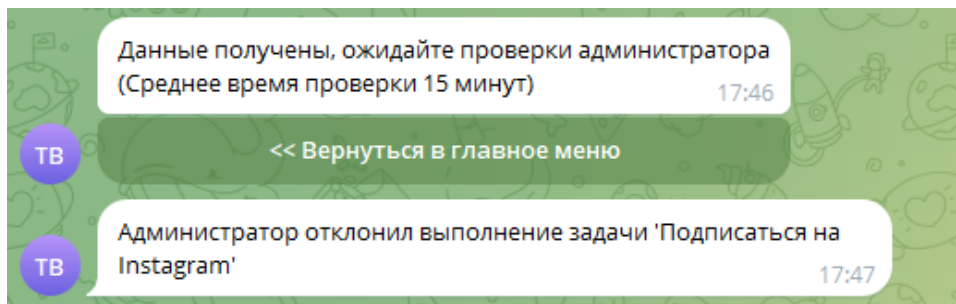 Данные получены, ожидайте проверки администратора
(Среднее время проверки 15 минут)
17:46
ТВ
<< Вернуться в главное меню
Администратор отклонил выполнение задачи 'Подписаться на
Instagram'
ТВ
17:47